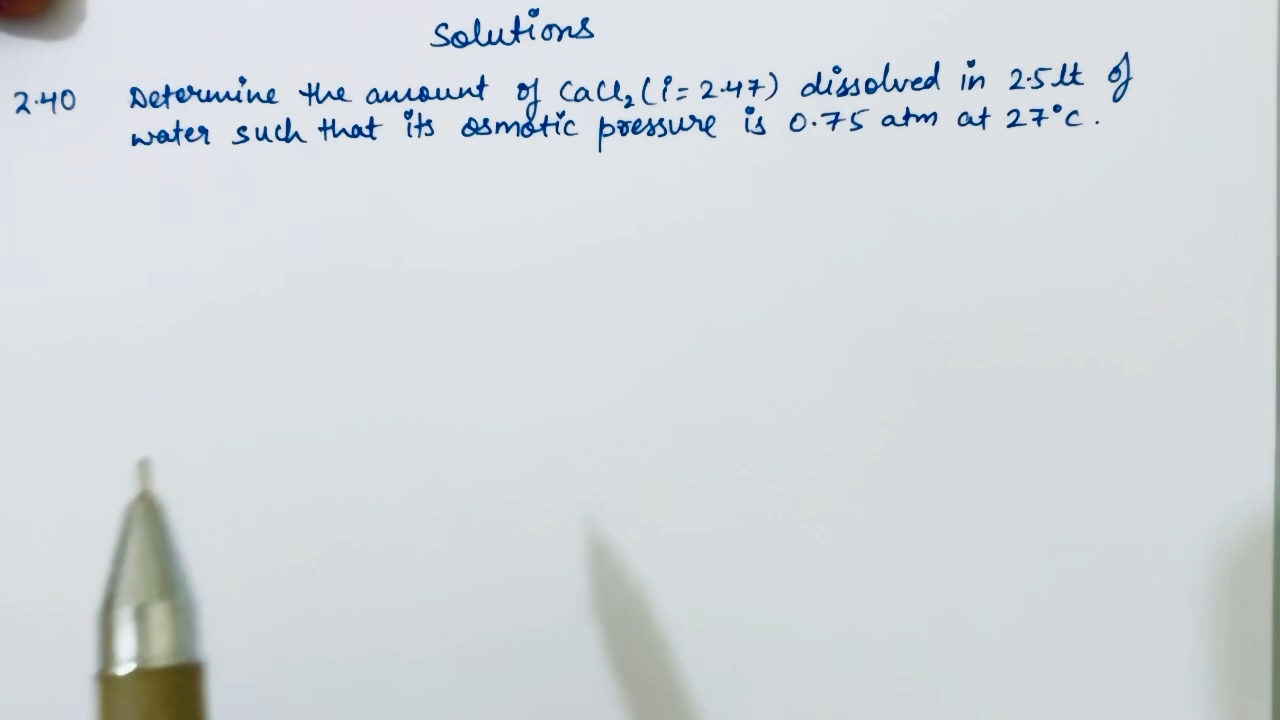 Solutions
2.40 Determine the amount of CaCl₂ (i = 2.47) dissolved in 2.5 lt of
water such that its osmotic pressure is 0.75 atm at 27°C.